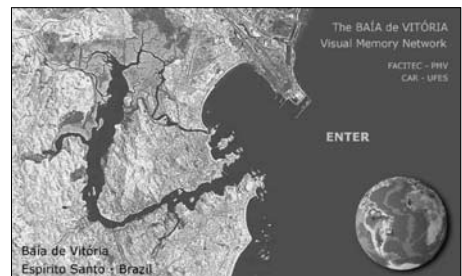 The BAÍA de VITÓRIA
Visual Memory Network
FACITEC - PMV
CAR - UFES
ENTER
Baía de Vitória
Espírito Santo - Brazil